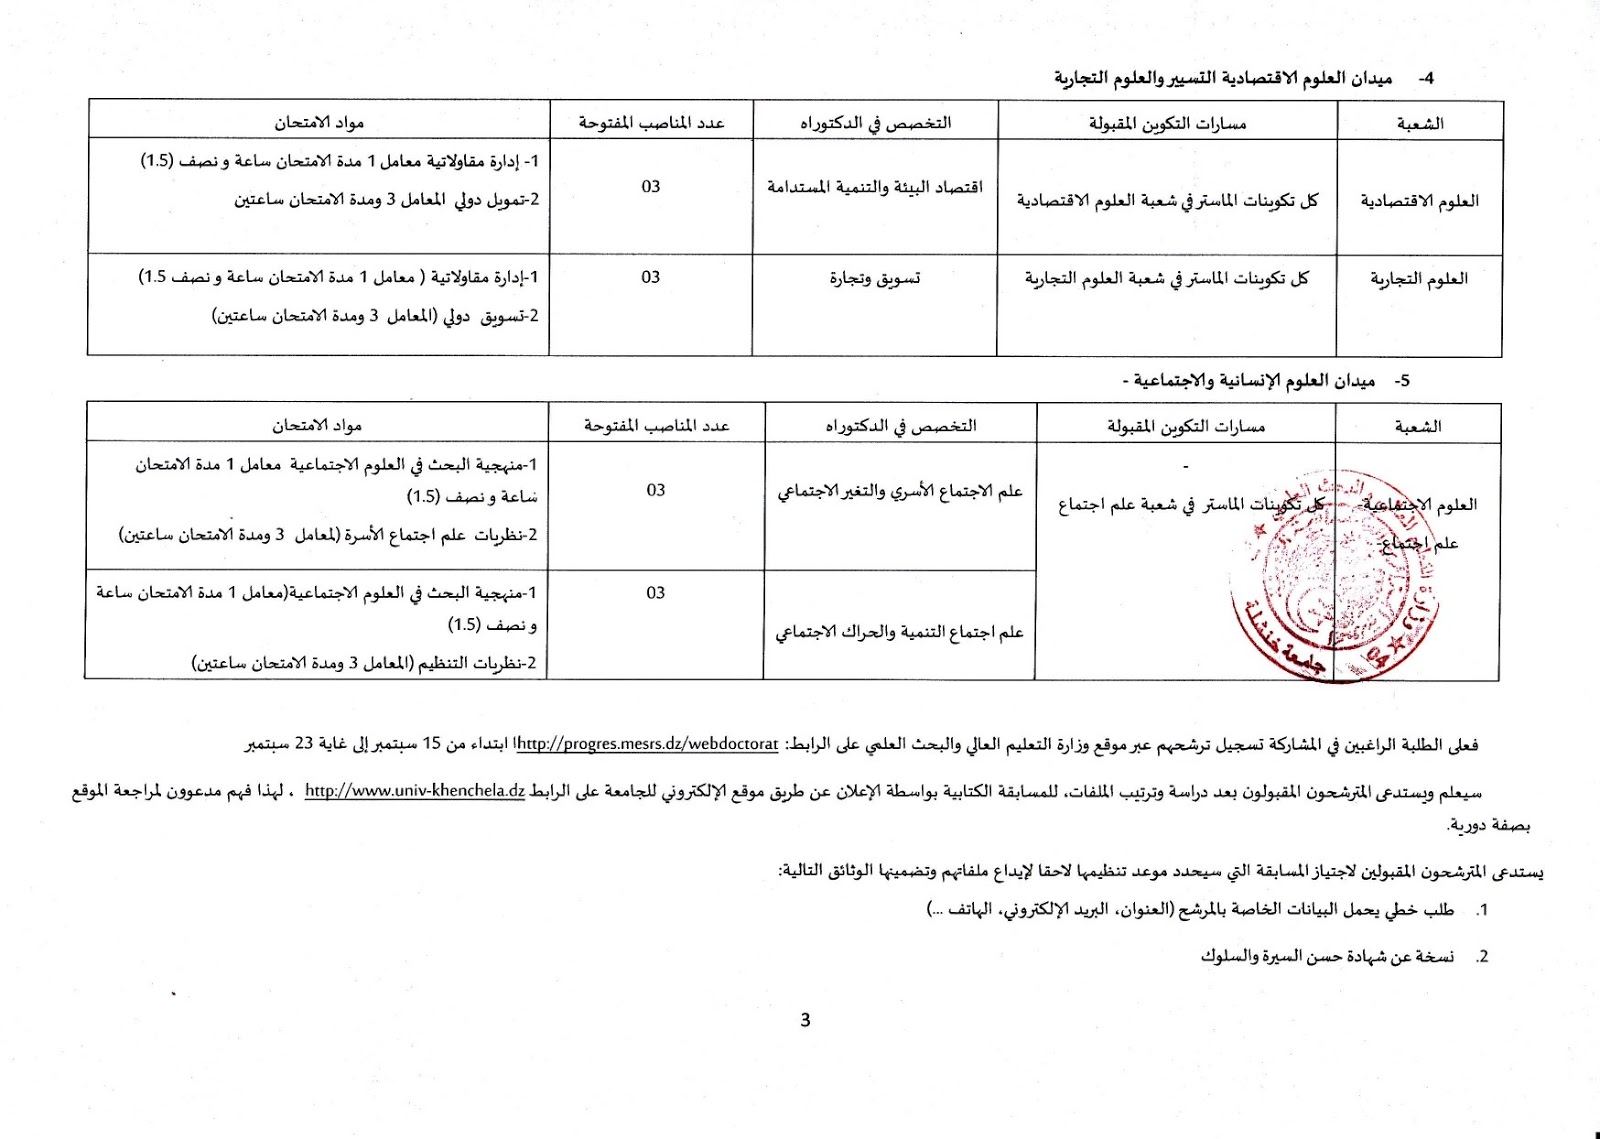 4- ميدان العلوم الاقتصادية التسيير والعلوم التجارية
الشعبة مسارات التكوين المقبولة التخصص في الدكتوراه عدد المناصب المفتوحة مواد الامتحان
العلوم الاقتصادية كل تكوينات الماستر في شعبة العلوم الاقتصادية اقتصاد البيئة والتنمية المستدامة 03 1- إدارة مقاولاتية معامل 1 مدة الامتحان ساعة ونصف (1.5)
2-تمويل دولي المعامل 3 ومدة الامتحان ساعتين
العلوم التجارية كل تكوينات الماستر في شعبة العلوم التجارية تسويق وتجارة 03 1-إدارة مقاولاتية ( معامل 1 مدة الامتحان ساعة ونصف 1.5)
2-تسويق دولي (المعامل 3 ومدة الامتحان ساعتين)
5- ميدان العلوم الإنسانية والاجتماعية -
الشعبة مسارات التكوين المقبولة التخصص في الدكتوراه عدد المناصب المفتوحة مواد الامتحان
-
العلوم الاجتماعية-
علم اجتماع-
كل تكوينات الماستر في شعبة علم اجتماع
علم الاجتماع الأسري والتغير الاجتماعي 03 1-منهجية البحث في العلوم الاجتماعية معامل 1 مدة الامتحان
ساعة ونصف (1.5)
2-نظريات علم اجتماع الأسرة (لمعامل 3 ومدة الامتحان ساعتين)
علم اجتماع التنمية والحراك الاجتماعي 03 1-منهجية البحث في العلوم الاجتماعية(معامل 1 مدة الامتحان ساعة
ونصف (1.5)
2-نظريات التنظيم (المعامل 3 ومدة الامتحان ساعتين)
جامعة خنشلة
04
فعلى الطلبة الراغبين في المشاركة تسجيل ترشحهم عبر موقع وزارة التعليم العالي والبحث العلمي على الرابط: http://progres.mesrs.dz/webdoctoratا ابتداء من 15 سبتمبر إلى غاية 23 سبتمبر
سيعلم ويستدعى المترشحون المقبولون بعد دراسة وترتيب الملفات، للمسابقة الكتابية بواسطة الإعلان عن طريق موقع الإلكتروني للجامعة على الرابط http://www.univ-khenchela.dz ، لهذا فهم مدعوون لمراجعة الموقع
بصفة دورية.
يستدعى المترشحون المقبولين لاجتياز المسابقة التي سيحدد موعد تنظيمها لاحقا لإيداع ملفاتهم وتضمينها الوثائق التالية:
1. طلب خطي يحمل البيانات الخاصة بالمرشح (العنوان، البريد الإلكتروني، الهاتف ...)
2. نسخة عن شهادة حسن السيرة والسلوك
3